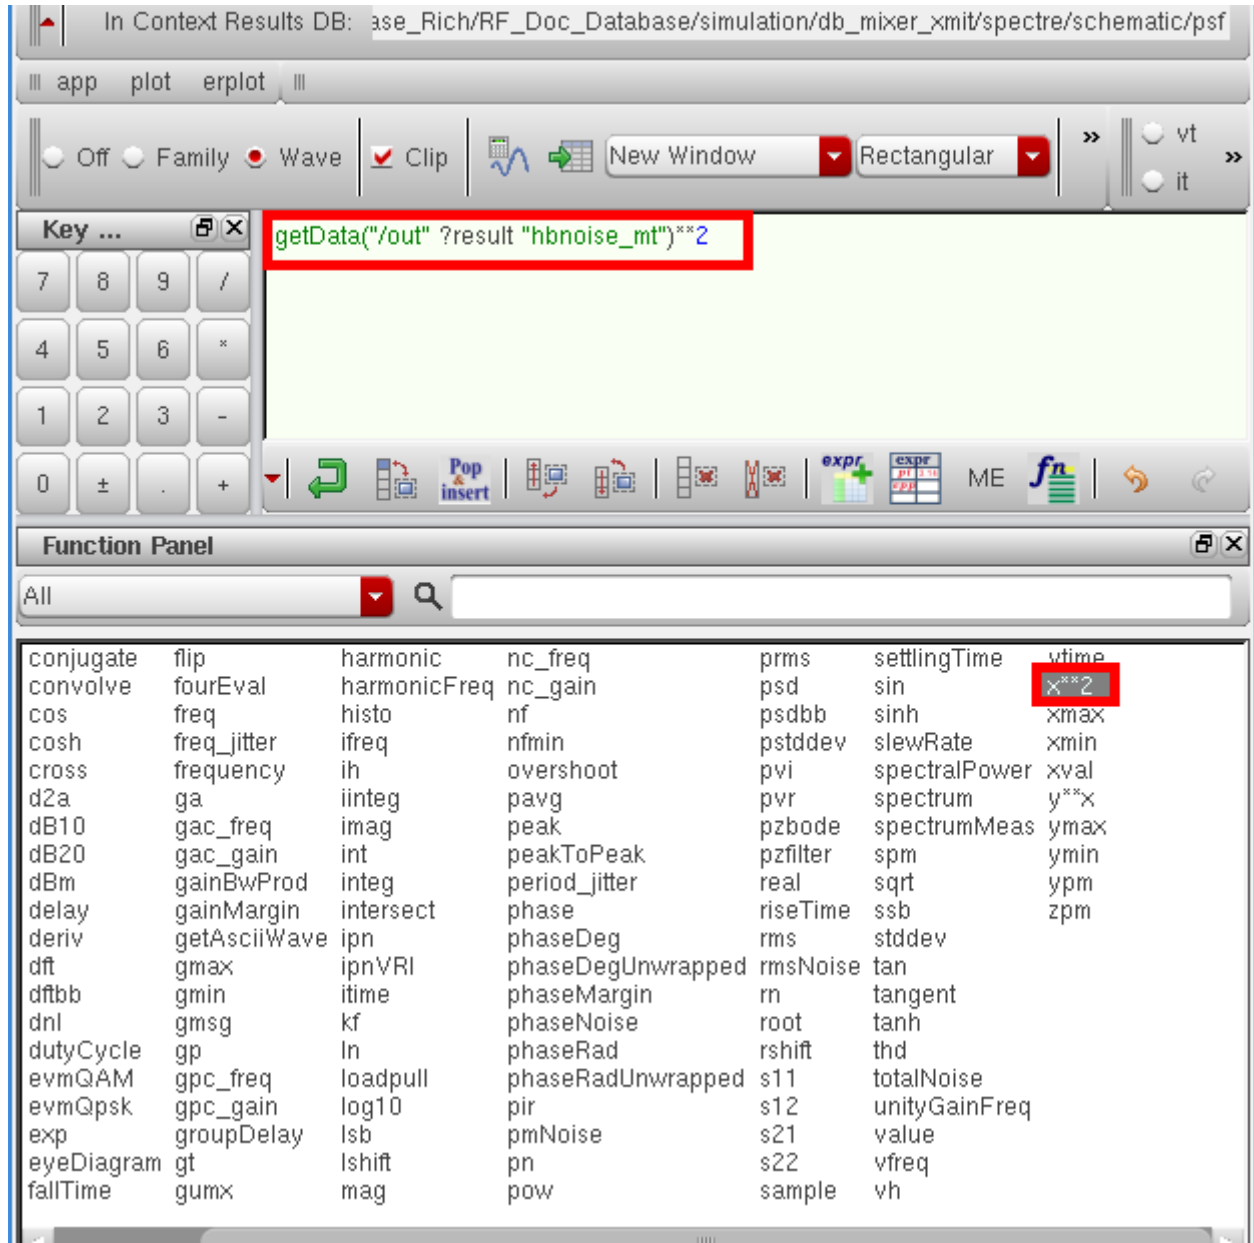 In Context Results DB: ase_Rich/RF_Doc_Database/simulation/db_mixer_xmit/spectre/schematic/psf
app plot erplot
Off Family Wave Clip New Window Rectangular » vt »
it
Key ...
getData("/out" ?result "hbnoise_mt")**2
7 8 9 /
4 5 6 *
1 2 3 -
0 ± . +
Pop & insert expr expr ME fn
Function Panel
All
conjugate flip harmonic nc_freq prms settlingTime vtime
convolve fourEval harmonicFreq nc_gain psd sin x**2
cos freq histo nf psdbb sinh xmax
cosh freq_jitter ifreq nfmin pstddev slewRate xmin
cross frequency ih overshoot pvi spectralPower xval
d2a ga iinteg pavg pvr spectrum y**x
dB10 gac_freq imag peak pzbode spectrumMeas ymax
dB20 gac_gain int peakToPeak pzfilter spm ymin
dBm gainBwProd integ period_jitter real sqrt ypm
delay gainMargin intersect phase riseTime ssb zpm
deriv getAsciiWave ipn phaseDeg rms stddev
dft gmax ipnVRI phaseDegUnwrapped rmsNoise tan
dftbb gmin itime phaseMargin rn tangent
dnl gmsg kf phaseNoise root tanh
dutyCycle gp ln phaseRad rshift thd
evmQAM gpc_freq loadpull phaseRadUnwrapped s11 totalNoise
evmQpsk gpc_gain log10 pir s12 unityGainFreq
exp groupDelay lsb pmNoise s21 value
eyeDiagram gt lshift pn s22 vfreq
fallTime gumx mag pow sample vh